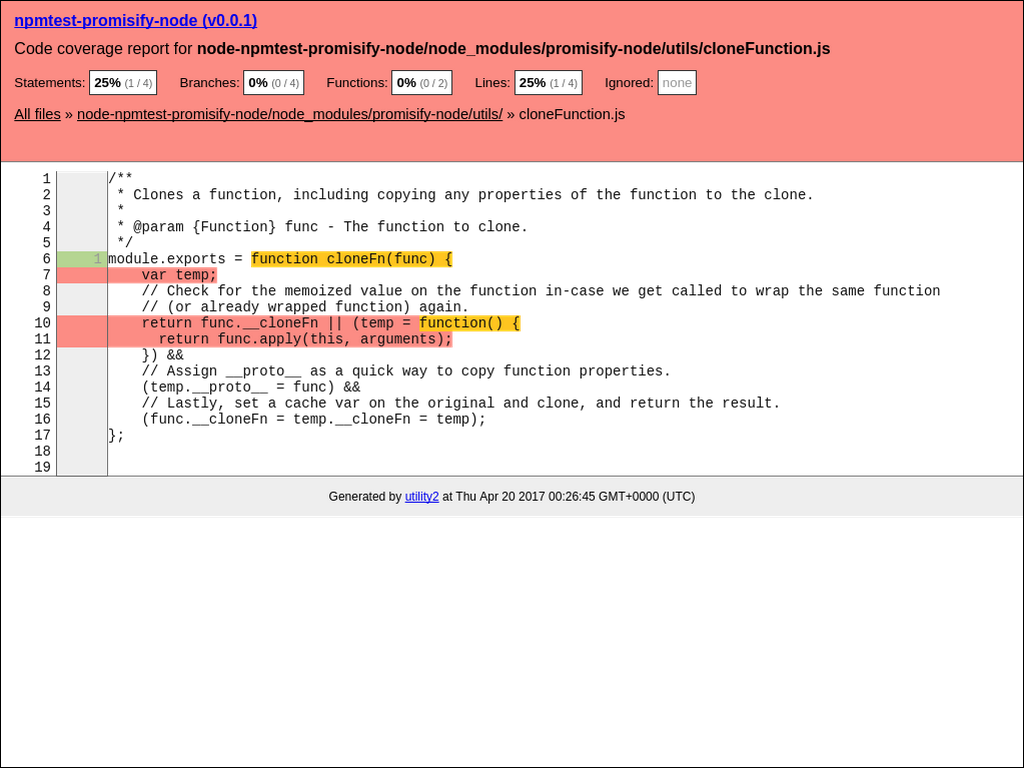 npmtest-promisify-node (v0.0.1)
Code coverage report for node-npmtest-promisify-node/node_modules/promisify-node/utils/cloneFunction.js
Statements: 25% (1 / 4) Branches: 0% (0 / 4) Functions: 0% (0 / 2) Lines: 25% (1 / 4) Ignored: none
All files » node-npmtest-promisify-node/node_modules/promisify-node/utils/ » cloneFunction.js
1 /**
2 * Clones a function, including copying any properties of the function to the clone.
3 *
4 * @param {Function} func - The function to clone.
5 */
6 1 module.exports = function cloneFn(func) {
7 var temp;
8 // Check for the memoized value on the function in-case we get called to wrap the same function
9 // (or already wrapped function) again.
10 return func.__cloneFn || (temp = function() {
11 return func.apply(this, arguments);
12 }) &&
13 // Assign __proto__ as a quick way to copy function properties.
14 (temp.__proto__ = func) &&
15 // Lastly, set a cache var on the original and clone, and return the result.
16 (func.__cloneFn = temp.__cloneFn = temp);
17 };
18
19
Generated by utility2 at Thu Apr 20 2017 00:26:45 GMT+0000 (UTC)